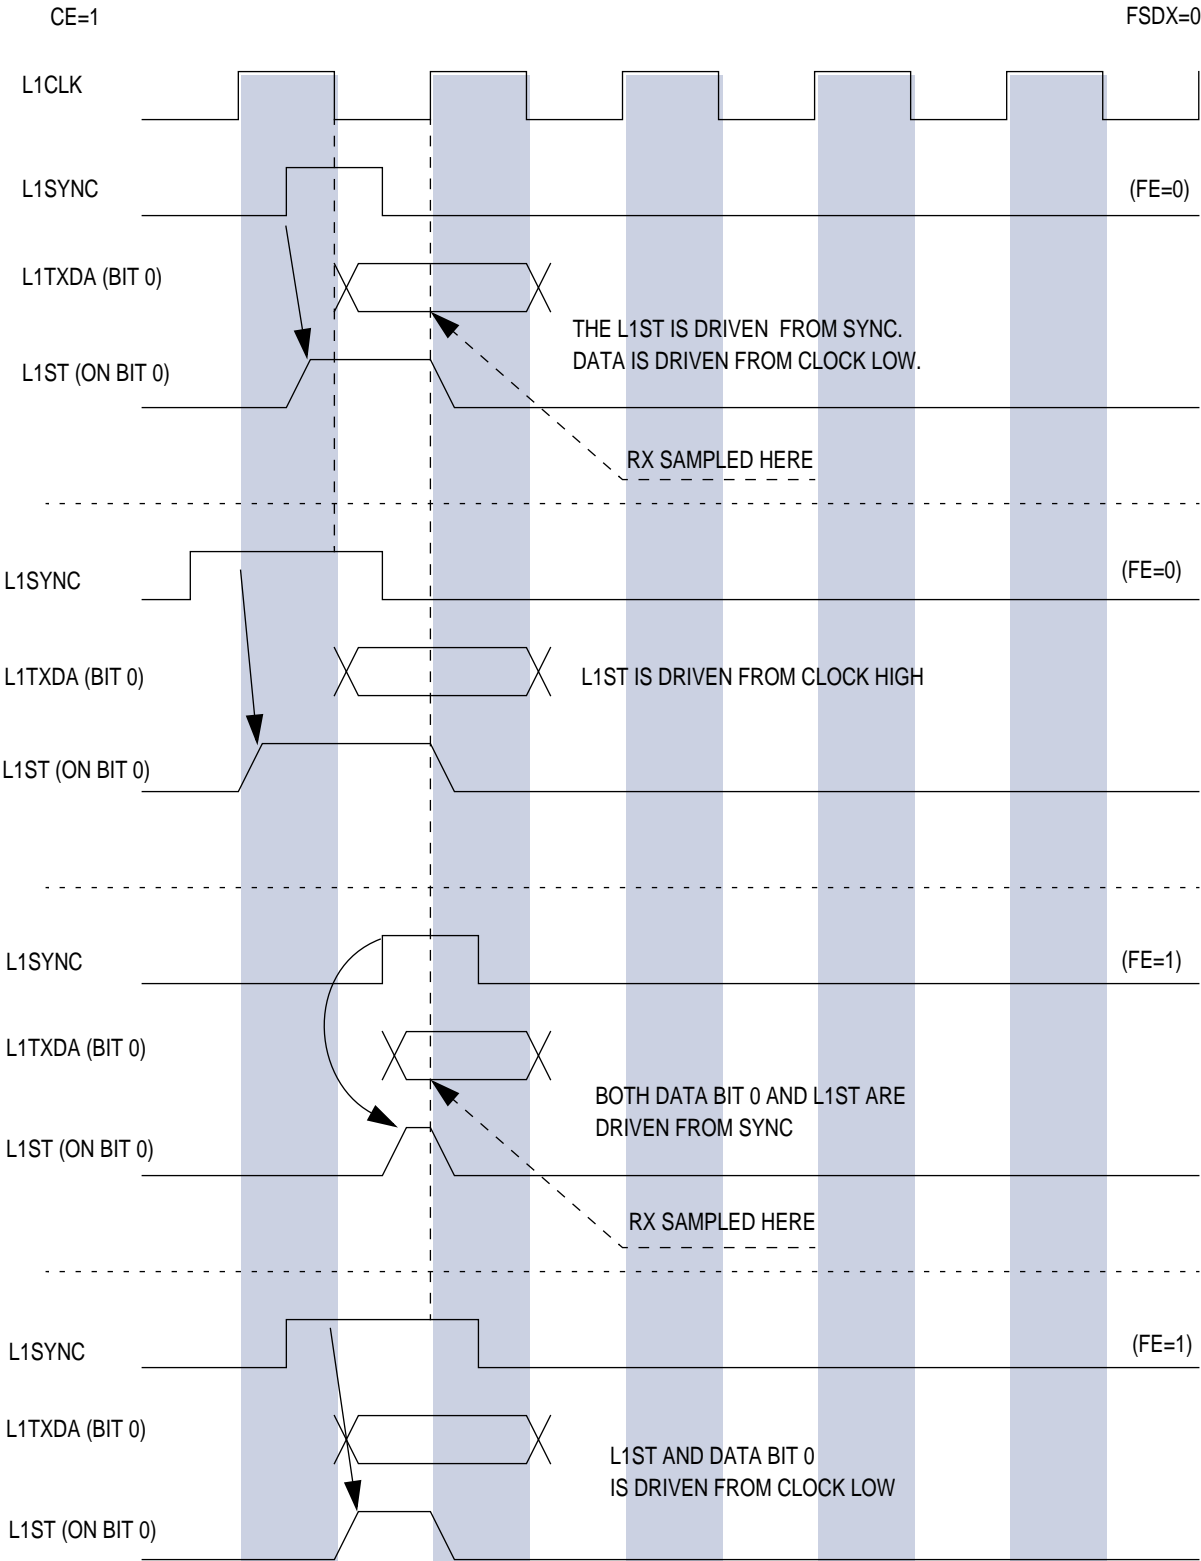 CE=1
FSDX=0
L1CLK
L1SYNC
(FE=0)
L1TXDA (BIT 0)
THE L1ST IS DRIVEN FROM SYNC.
DATA IS DRIVEN FROM CLOCK LOW.
L1ST (ON BIT 0)
RX SAMPLED HERE
L1SYNC
(FE=0)
L1TXDA (BIT 0)
L1ST IS DRIVEN FROM CLOCK HIGH
L1ST (ON BIT 0)
L1SYNC
(FE=1)
L1TXDA (BIT 0)
BOTH DATA BIT 0 AND L1ST ARE
DRIVEN FROM SYNC
L1ST (ON BIT 0)
RX SAMPLED HERE
L1SYNC
(FE=1)
L1TXDA (BIT 0)
L1ST AND DATA BIT 0
IS DRIVEN FROM CLOCK LOW
L1ST (ON BIT 0)